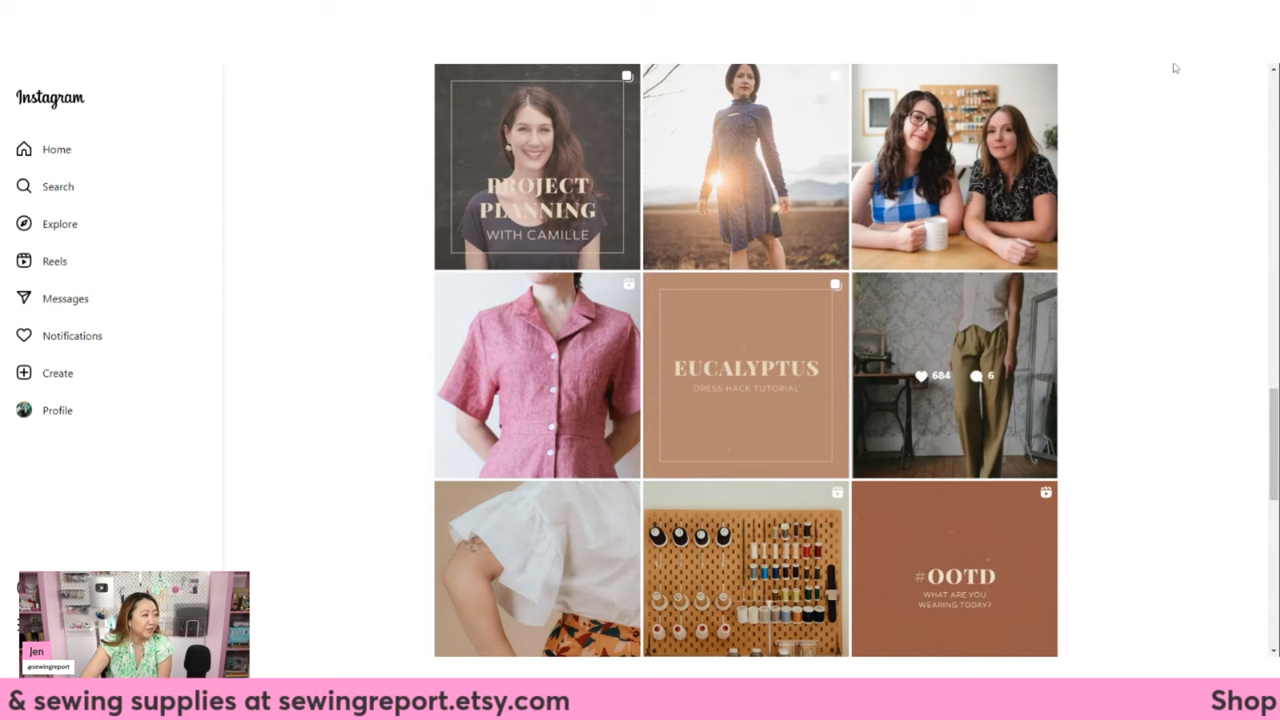 Instagram
Home
Search
Explore
Reels
Messages
Notifications
Create
Profile
PROJECT
PLANNING
WITH CAMILLE
EUCALYPTUS
DRESS HACK TUTORIAL
684 6
#OOTD
WHAT ARE YOU
WEARING TODAY?
Jen
@sewingreport
& sewing supplies at sewingreport.etsy.com
Shop